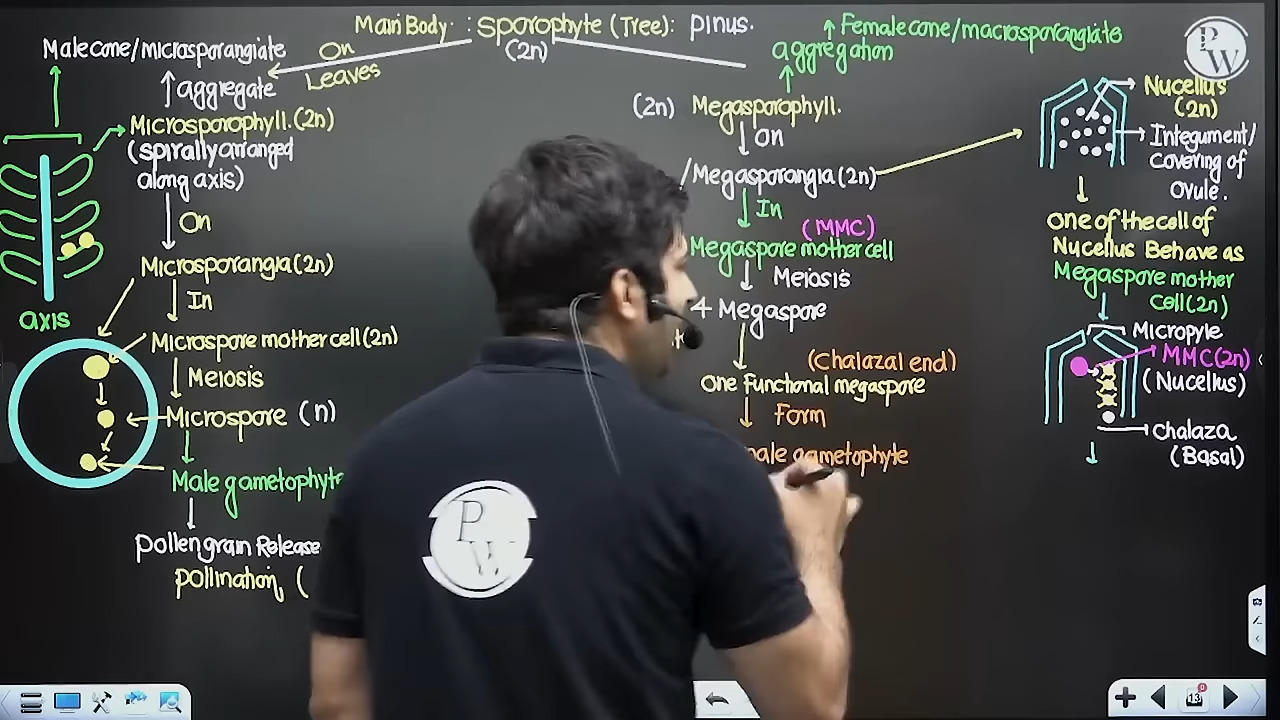 Main Body : Sporophyte (Tree): Pinus.
(2n)
On
Leaves
Male cone/microsporangiate
aggregate
Microsporophyll. (2n)
(spirally arranged
along axis)
On
Microsporangia (2n)
In
Microspore mother cell (2n)
Meiosis
Microspore (n)
Male gametophyte
Pollengrain Release
Pollination, (
axis
Female cone/macrosporangiate
aggregation
(2n) Megasporophyll.
On
/Megasporangia (2n)
In
(MMC)
Megaspore mother cell
Meiosis
4 Megaspore
(Chalazal end)
One Functional megaspore
Form
gametophyte
Nucellus
(2n)
Integument/
Covering of
Ovule.
One of the cell of
Nucellus Behave as
Megaspore mother
Cell (2n)
Micropyle
MMC (2n)
(Nucellus)
Chalaza
(Basal)
P
W
P
W
13